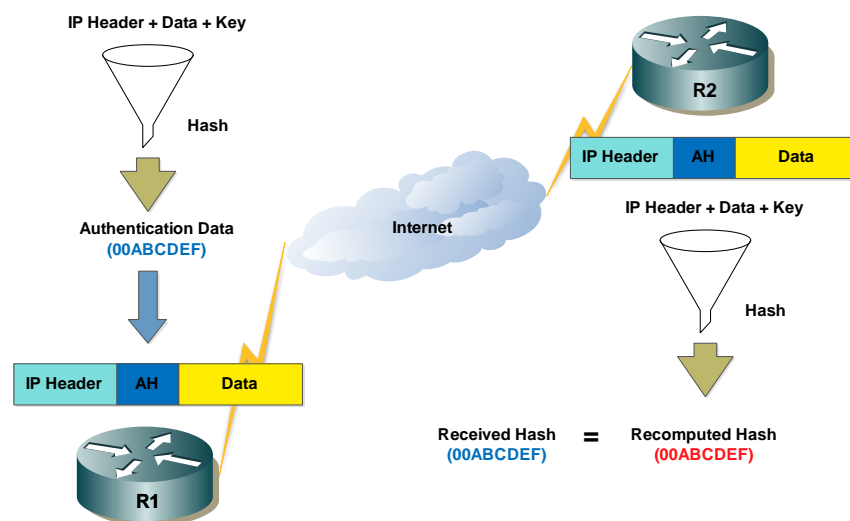 IP Header + Data + Key
Hash
Authentication Data
(00ABCDEF)
IP Header AH Data
R1
Internet
R2
IP Header AH Data
IP Header + Data + Key
Hash
Received Hash = Recomputed Hash
(00ABCDEF) (00ABCDEF)